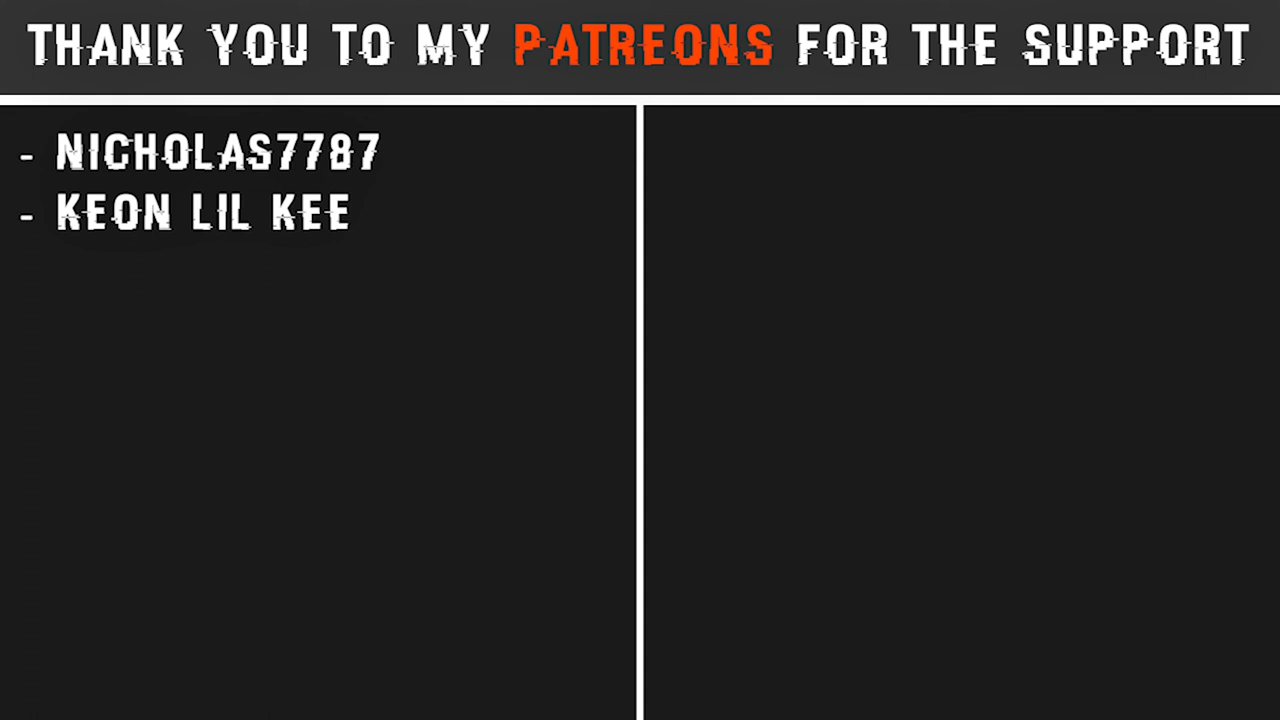 THANK YOU TO MY PATREONS FOR THE SUPPORT
- NICHOLAS7787
- KEON LIL KEE